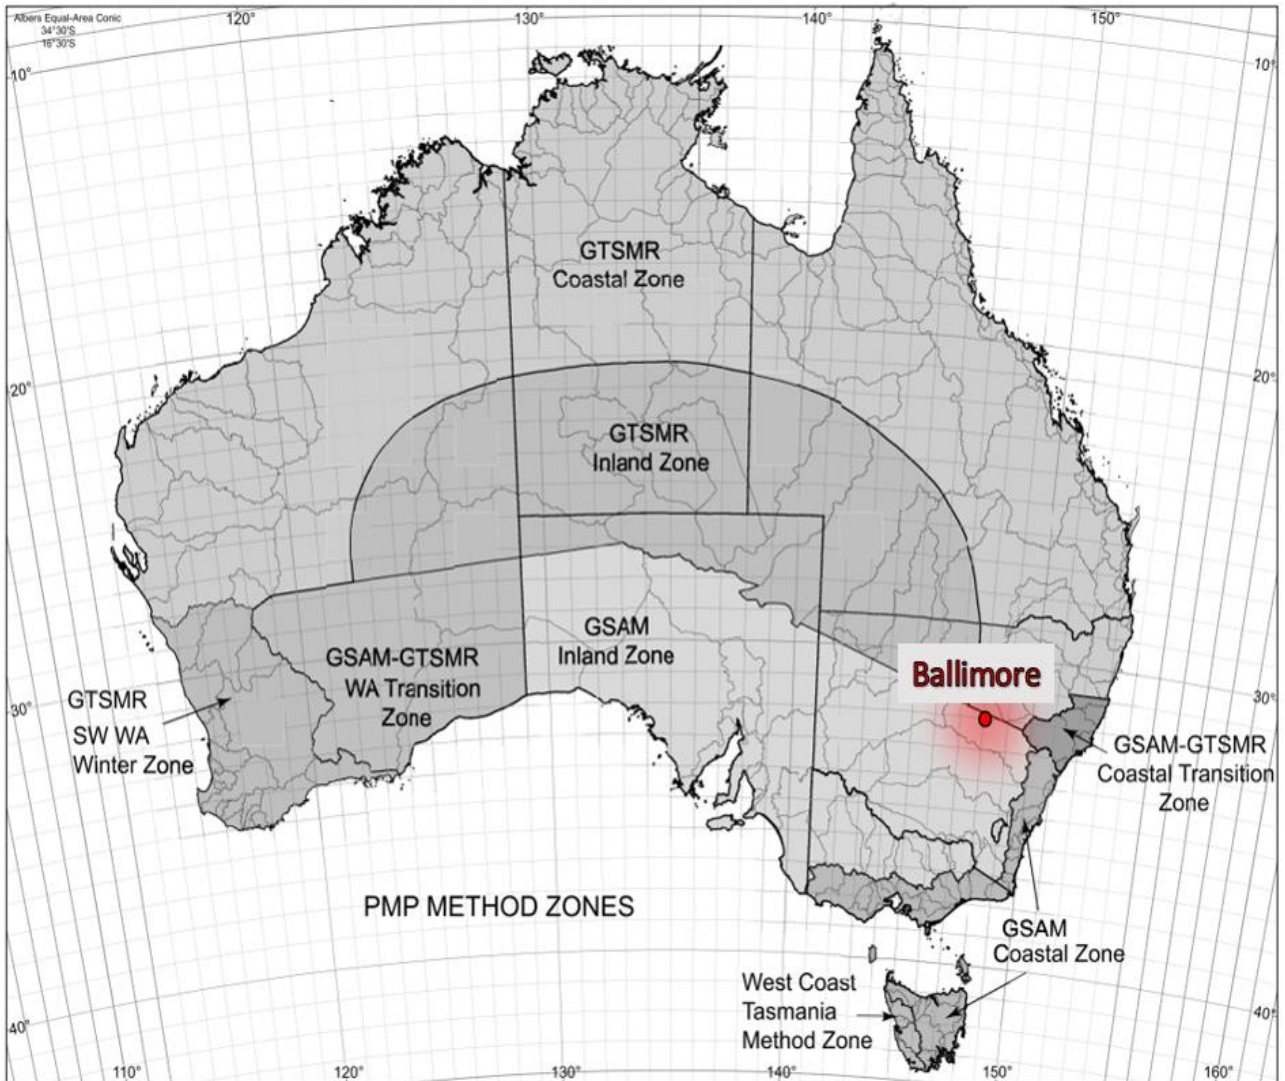 Albers Equal-Area Conic
34°30'S
16°30'S
120°
130°
140°
150°
10°
10°
GTSMR
Coastal Zone
20°
20°
GTSMR
Inland Zone
GSAM
Inland Zone
GSAM-GTSMR
WA Transition
Zone
Ballimore
30°
30°
GTSMR
SW WA
Winter Zone
GSAM-GTSMR
Coastal Transition
Zone
PMP METHOD ZONES
GSAM
Coastal Zone
West Coast
Tasmania
Method Zone
40°
40°
110°
120°
130°
140°
150°
160°